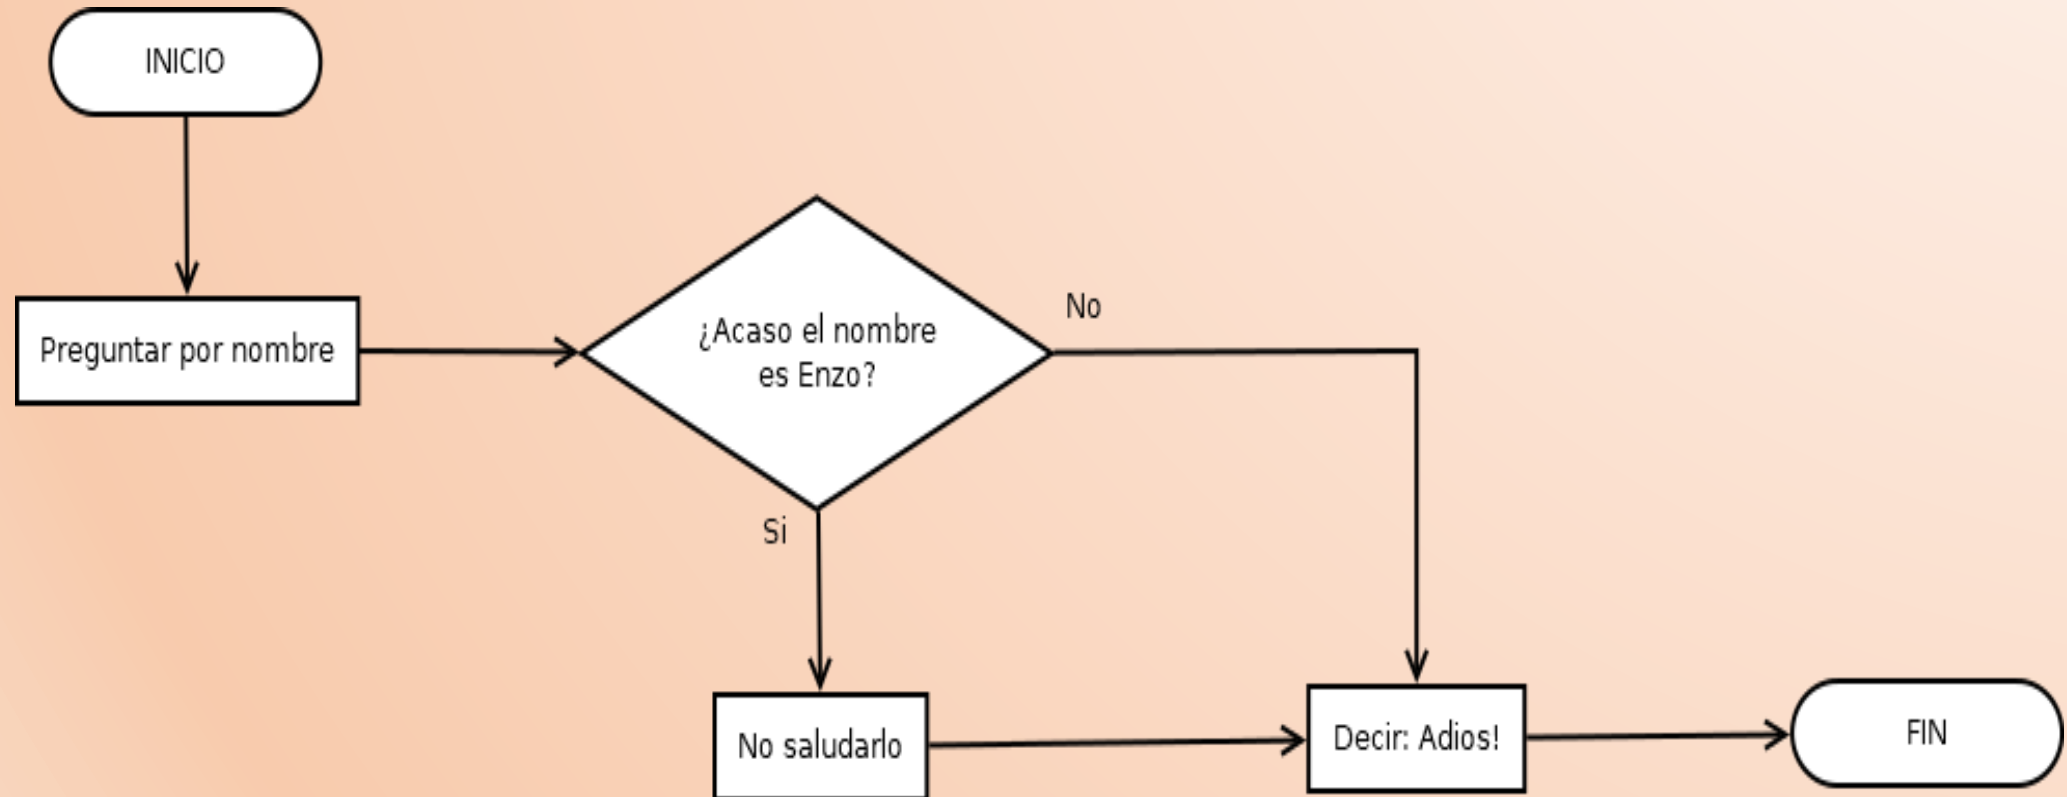 INICIO
Preguntar por nombre
¿Acaso el nombre
es Enzo?
No
Si
No saludarlo
Decir: Adios!
FIN